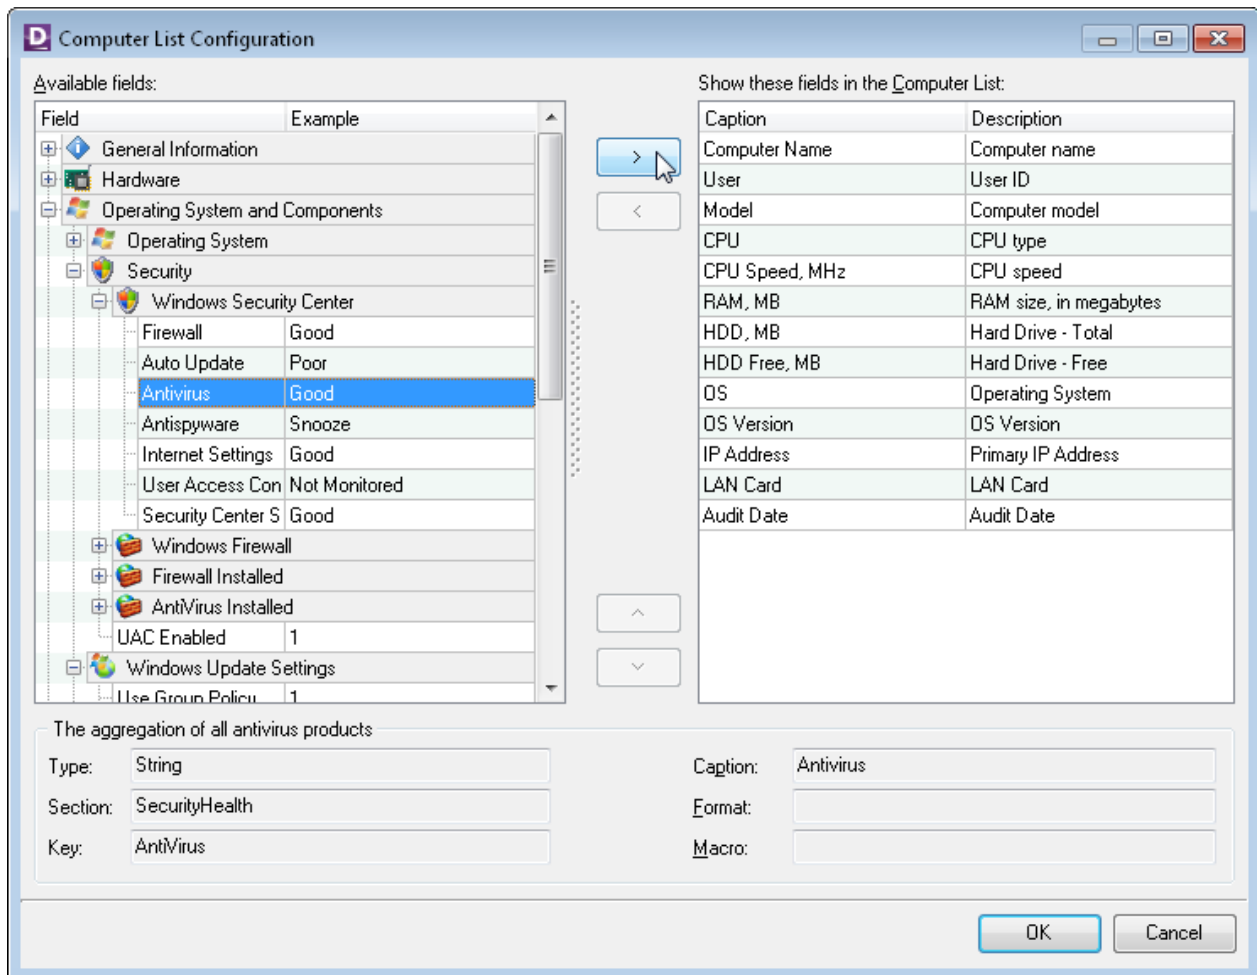 D Computer List Configuration
Available fields:
Show these fields in the Computer List:
Field Example
Caption Description
General Information
Computer Name Computer name
Hardware
User User ID
Operating System and Components
Model Computer model
Operating System
CPU CPU type
Security
CPU Speed, MHz CPU speed
Windows Security Center
RAM, MB RAM size, in megabytes
Firewall Good
HDD, MB Hard Drive - Total
Auto Update Poor
HDD Free, MB Hard Drive - Free
Antivirus Good
OS Operating System
Antispyware Snooze
OS Version OS Version
Internet Settings Good
IP Address Primary IP Address
User Access Con Not Monitored
LAN Card LAN Card
Security Center S Good
Audit Date Audit Date
Windows Firewall
Firewall Installed
AntiVirus Installed
UAC Enabled 1
Windows Update Settings
Use Group Policy 1
The aggregation of all antivirus products
Type: String
Caption: Antivirus
Section: SecurityHealth
Format:
Key: AntiVirus
Macro:
OK Cancel